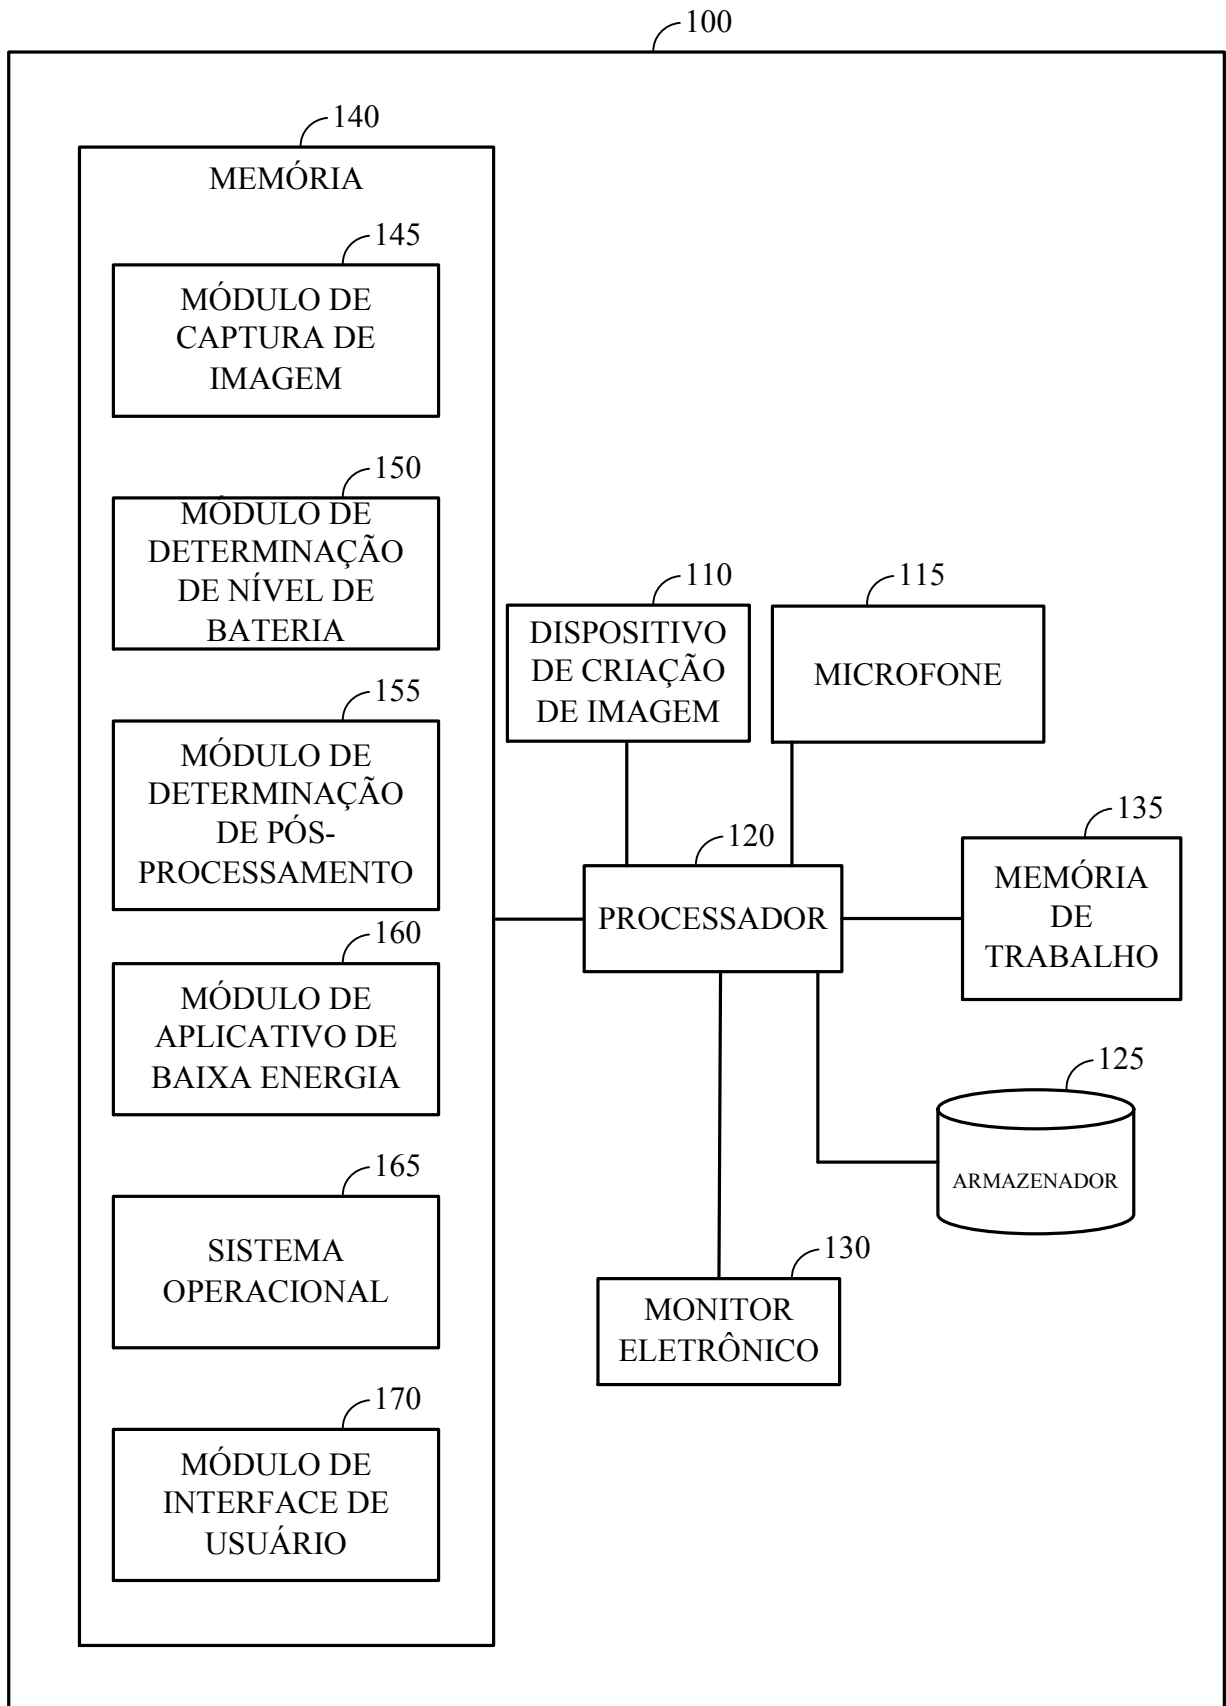 100
140
MEMÓRIA
145
MÓDULO DE
CAPTURA DE
IMAGEM
150
MÓDULO DE
DETERMINAÇÃO
DE NÍVEL DE
BATERIA
155
MÓDULO DE
DETERMINAÇÃO
DE PÓS-
PROCESSAMENTO
160
MÓDULO DE
APLICATIVO DE
BAIXA ENERGIA
165
SISTEMA
OPERACIONAL
170
MÓDULO DE
INTERFACE DE
USUÁRIO
110
DISPOSITIVO
DE CRIAÇÃO
DE IMAGEM
115
MICROFONE
120
PROCESSADOR
135
MEMÓRIA
DE
TRABALHO
125
ARMAZENADOR
130
MONITOR
ELETRÔNICO